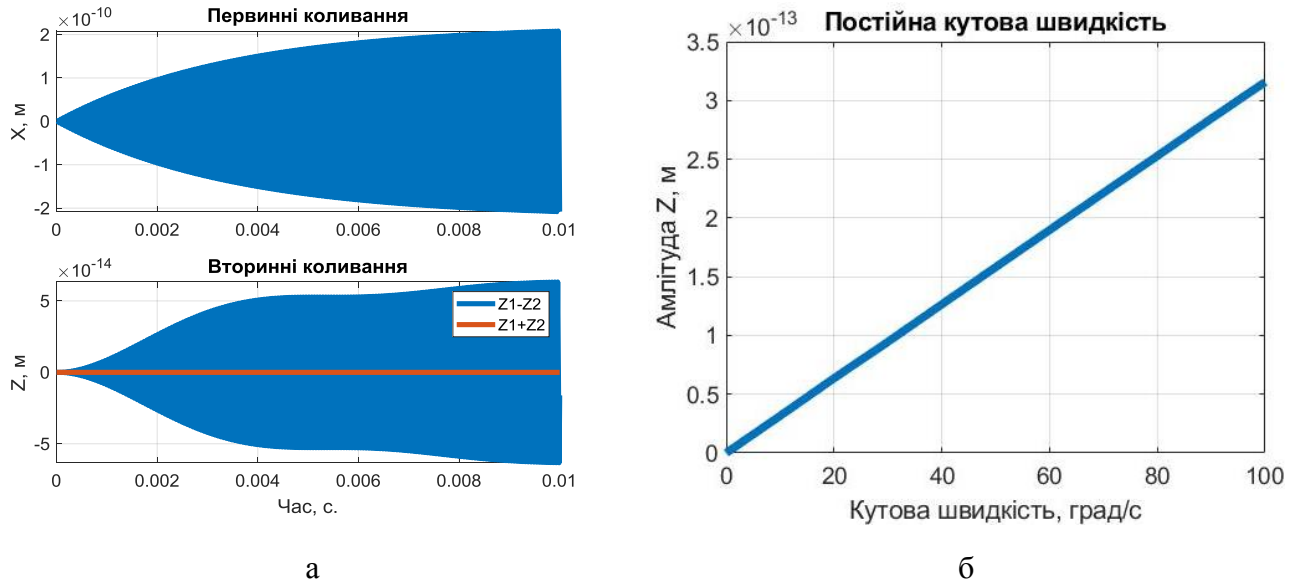 Первинні коливання
×10⁻¹⁰
2
1
0
-1
-2
X, м
0 0.002 0.004 0.006 0.008 0.01
Вторинні коливання
×10⁻¹⁴
5
0
-5
Z, м
Z1-Z2
Z1+Z2
0 0.002 0.004 0.006 0.008 0.01
Час, с.
а
Постійна кутова швидкість
×10⁻¹³
3.5
3
2.5
2
1.5
1
0.5
0
Амлітуда Z, м
0 20 40 60 80 100
Кутова швидкість, град/с
б